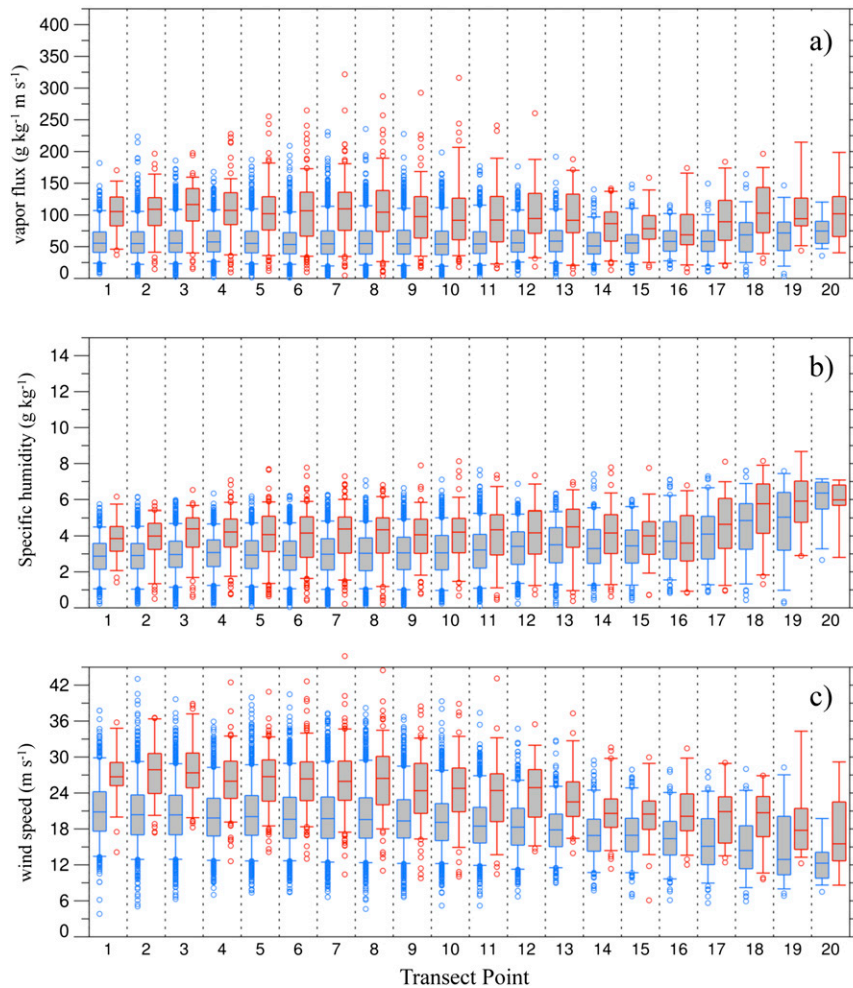 a)
vapor flux (g kg⁻¹ m s⁻¹)
400
350
300
250
200
150
100
50
0
1 2 3 4 5 6 7 8 9 10 11 12 13 14 15 16 17 18 19 20
b)
Specific humidity (g kg⁻¹)
14
12
10
8
6
4
2
0
1 2 3 4 5 6 7 8 9 10 11 12 13 14 15 16 17 18 19 20
c)
wind speed (m s⁻¹)
42
36
30
24
18
12
6
0
1 2 3 4 5 6 7 8 9 10 11 12 13 14 15 16 17 18 19 20
Transect Point